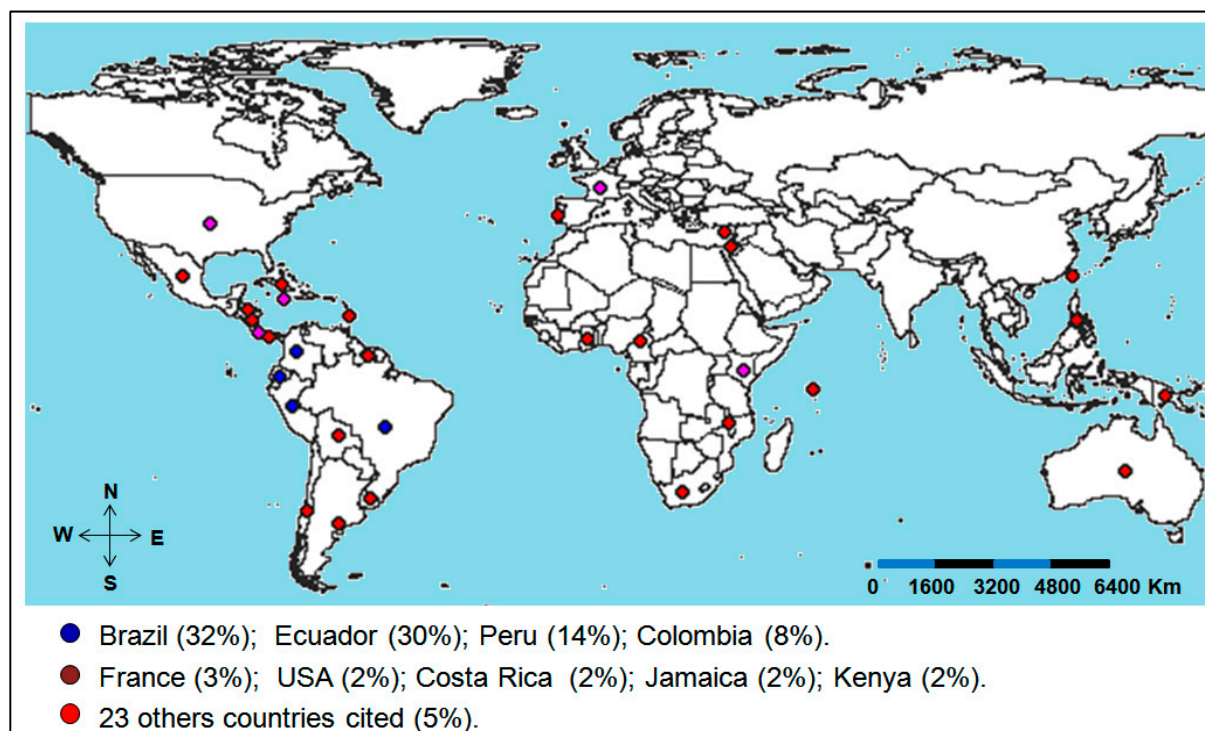 N
W E
S
0 1600 3200 4800 6400 Km
Brazil (32%); Ecuador (30%); Peru (14%); Colombia (8%).
France (3%; USA (2%); Costa Rica (2%); Jamaica (2%); Kenya (2%).
23 others countries cited (5%).